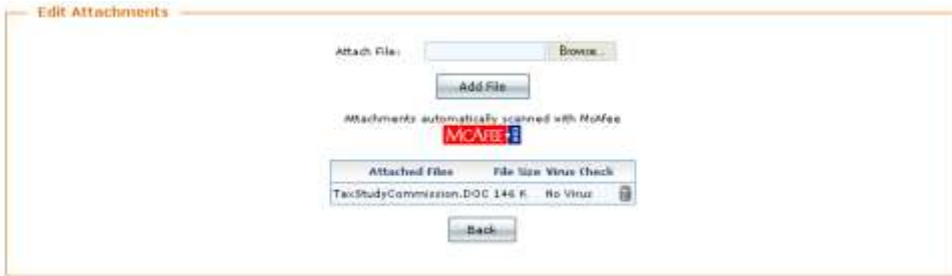 Edit Attachments
Attach File: Browse...
Add File
Attachments automatically scanned with McAfee
McAFEE
Attached Files File Size Virus Check
TaxStudyCommission.DOC 146 K No Virus
Back